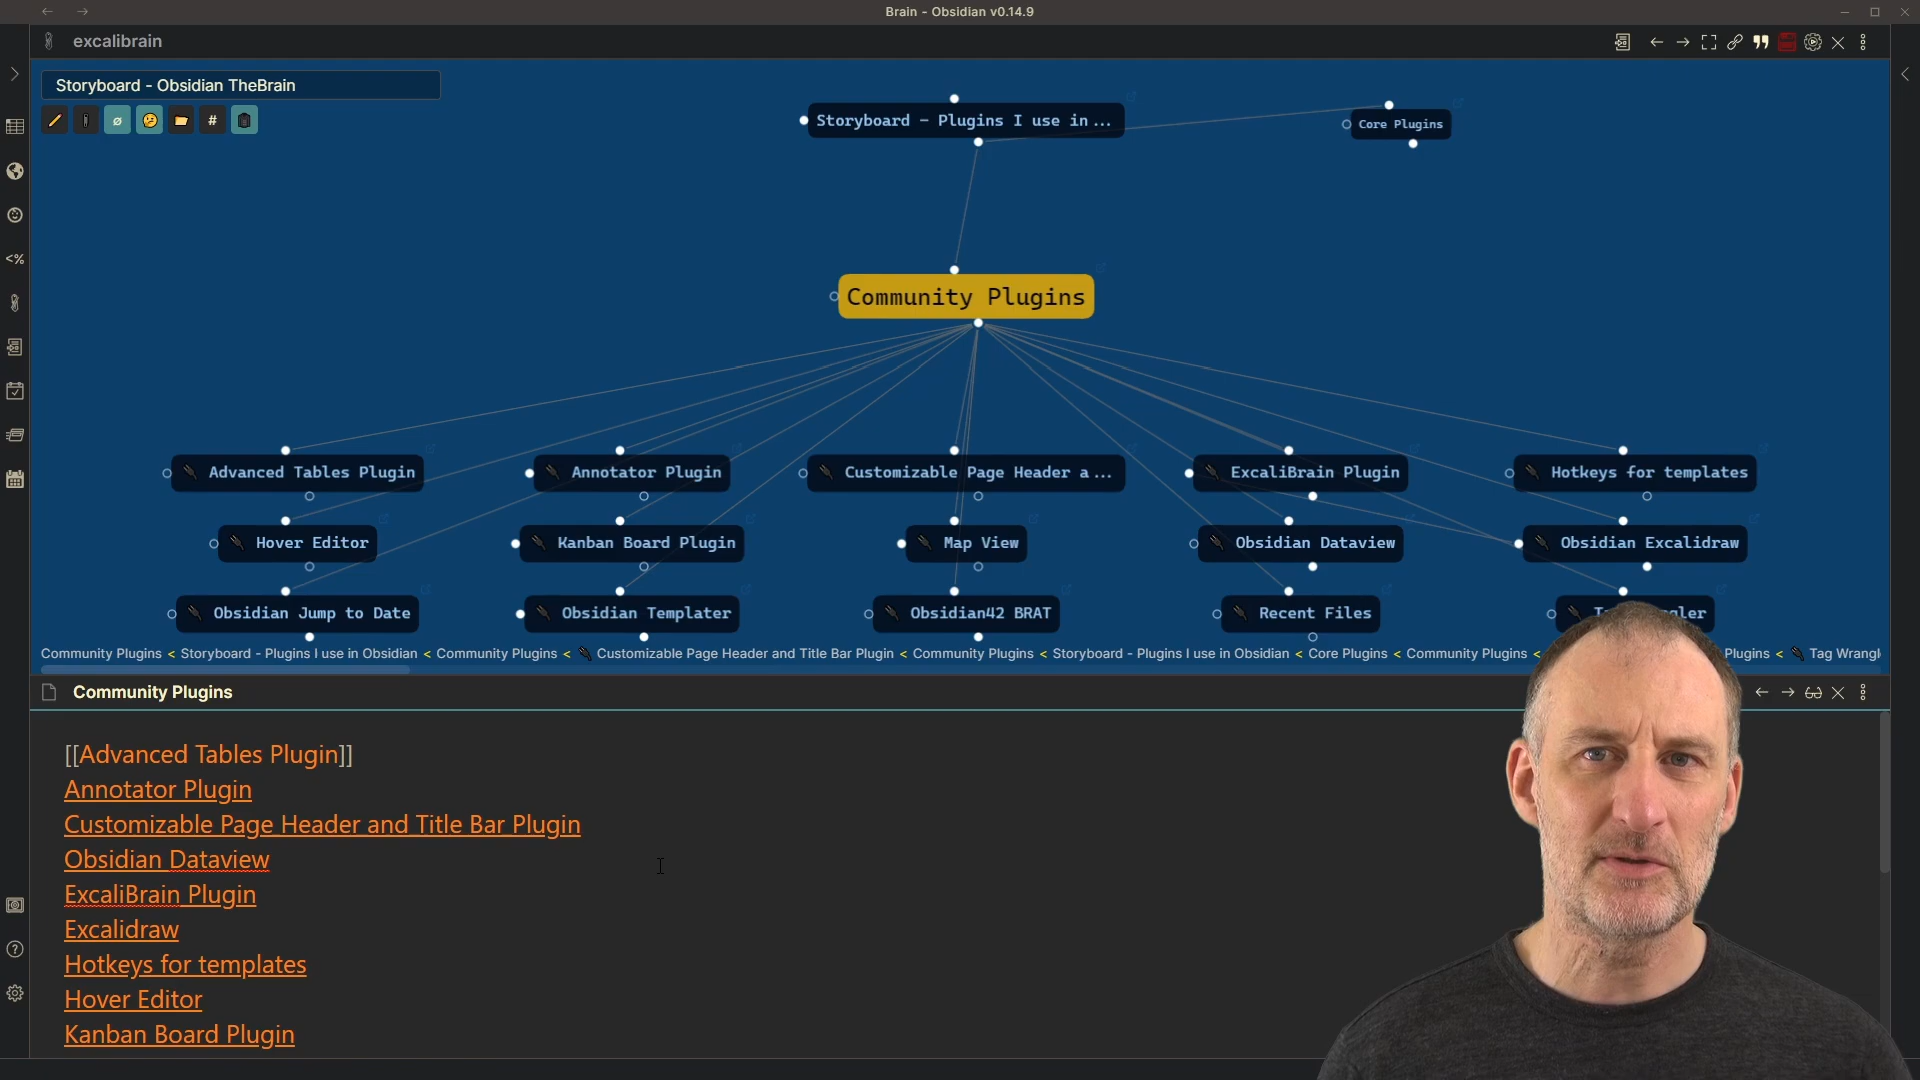 Brain - Obsidian v0.14.9
excalibrain
Storyboard - Obsidian TheBrain
#
Storyboard - Plugins I use in ...
Core Plugins
<%
Community Plugins
Advanced Tables Plugin
Annotator Plugin
Customizable Page Header a ...
ExcaliBrain Plugin
Hotkeys for templates
Hover Editor
Kanban Board Plugin
Map View
Obsidian Dataview
Obsidian Excalidraw
Obsidian Jump to Date
Obsidian Templater
Obsidian42 BRAT
Recent Files
Community Plugins < Storyboard - Plugins I use in Obsidian < Community Plugins < Customizable Page Header and Title Bar Plugin < Community Plugins < Storyboard - Plugins I use in Obsidian < Core Plugins < Community Plugins < Plugins < Tag Wrangl
Community Plugins
[[Advanced Tables Plugin]]
Annotator Plugin
Customizable Page Header and Title Bar Plugin
Obsidian Dataview
ExcaliBrain Plugin
Excalidraw
Hotkeys for templates
Hover Editor
Kanban Board Plugin